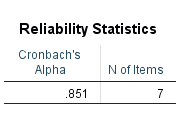 Reliability Statistics
Cronbach's
Alpha N of Items
.851 7